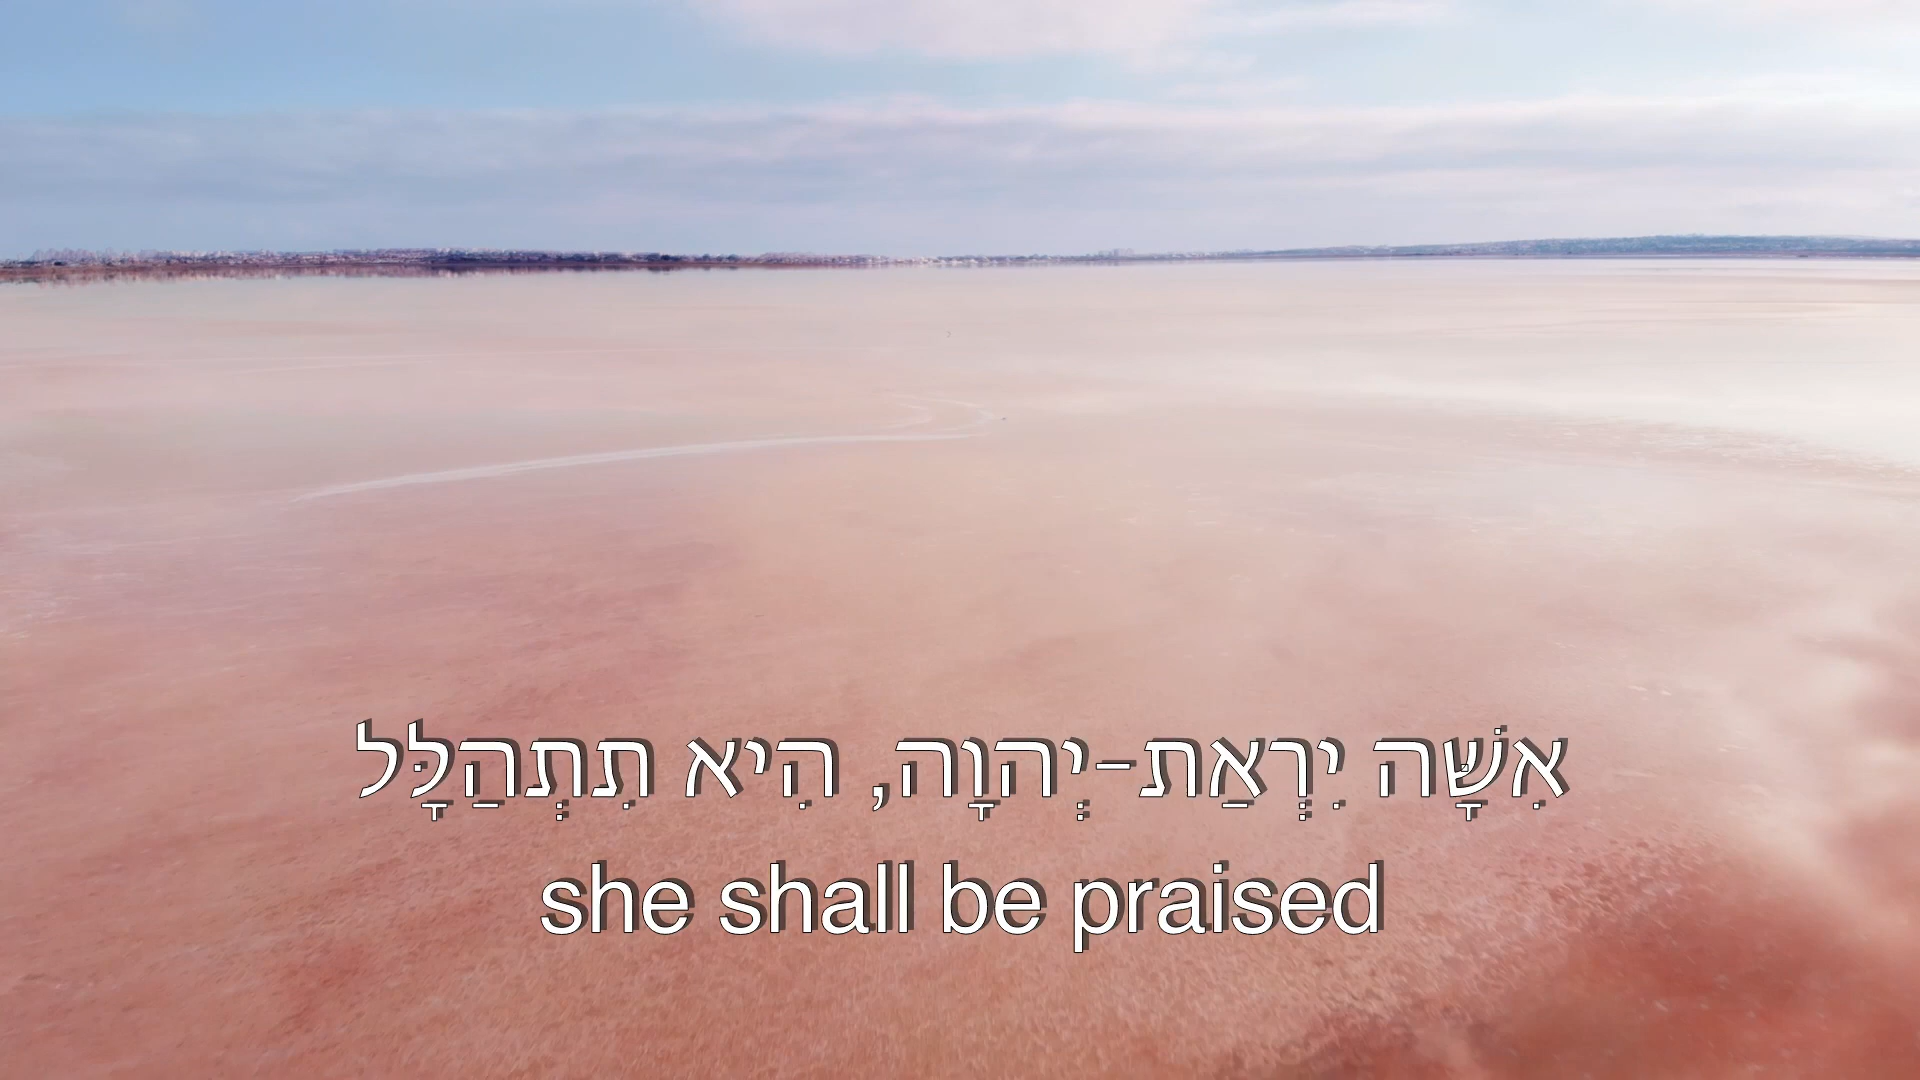 אִשָּׁה יִרְאַת-יְהוָה, הִיא תִתְהַלָּל
she shall be praised